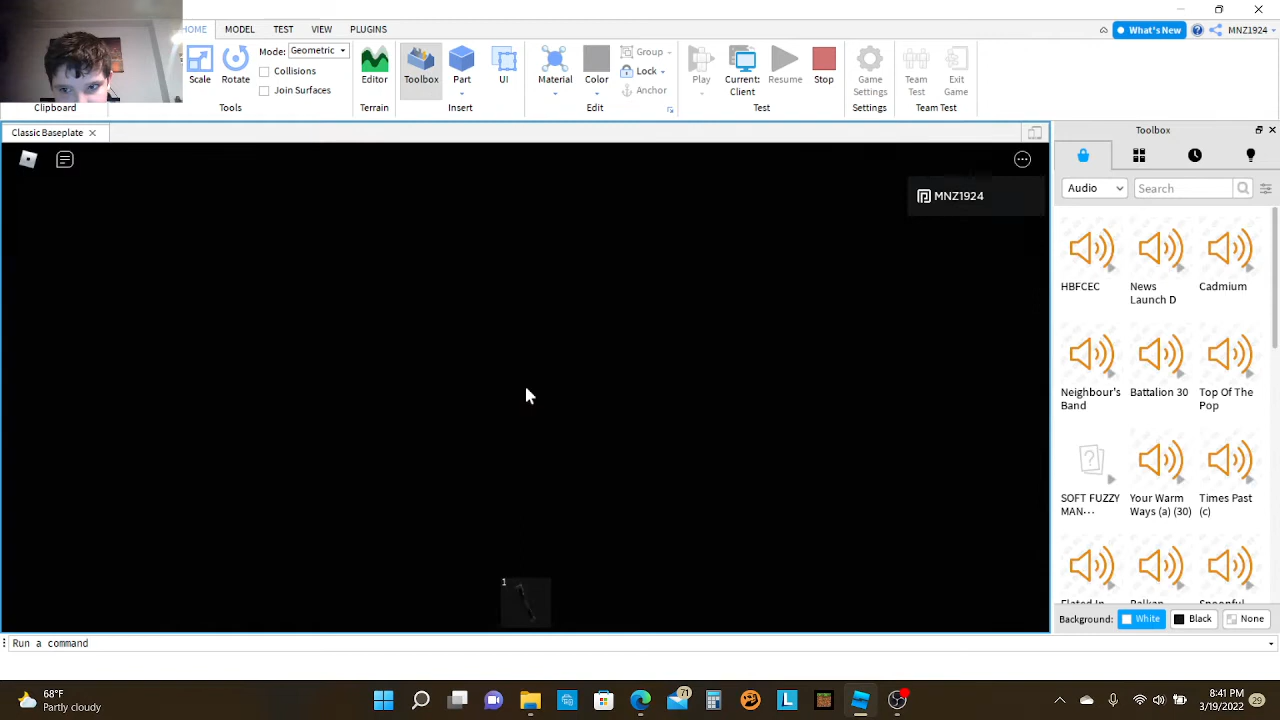 HOME MODEL TEST VIEW PLUGINS
What's New
MNZ1924
Scale
Rotate
Mode: Geometric
Collisions
Join Surfaces
Editor
Toolbox
Part
UI
Material
Color
Group
Lock
Anchor
Play
Current: Client
Resume
Stop
Game Settings
Team Test
Exit Game
Clipboard
Tools
Terrain
Insert
Edit
Test
Settings
Team Test
Classic Baseplate
MNZ1924
1
Toolbox
Audio
Search
HBFCEC
News Launch D
Cadmium
Neighbour's Band
Battalion 30
Top Of The Pop
SOFT FUZZY MAN...
Your Warm Ways (a) (30)
Times Past (c)
Background: White Black None
Run a command
68°F
Partly cloudy
71
8:41 PM
3/19/2022
29